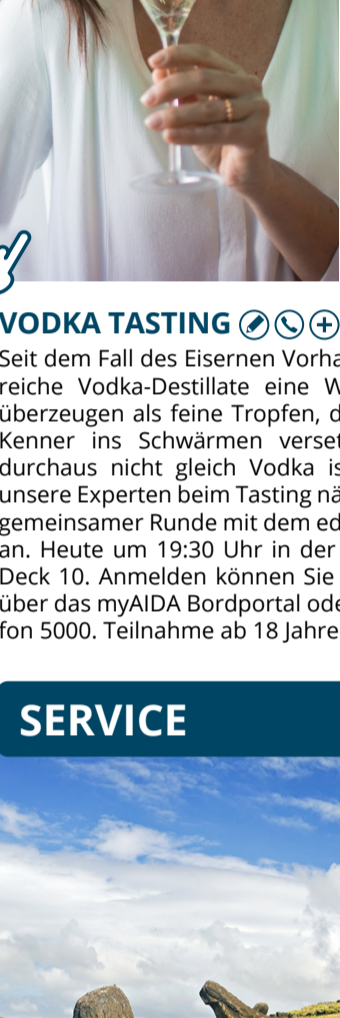 VODKA TASTING
Seit dem Fall des Eisernen Vorha
reiche Vodka-Destillate eine W
überzeugen als feine Tropfen, d
Kenner ins Schwärmen verset
durchaus nicht gleich Vodka is
unsere Experten beim Tasting nä
gemeinsamer Runde mit dem ed
an. Heute um 19:30 Uhr in der
Deck 10. Anmelden können Sie
über das myAIDA Bordportal ode
fon 5000. Teilnahme ab 18 Jahre
SERVICE